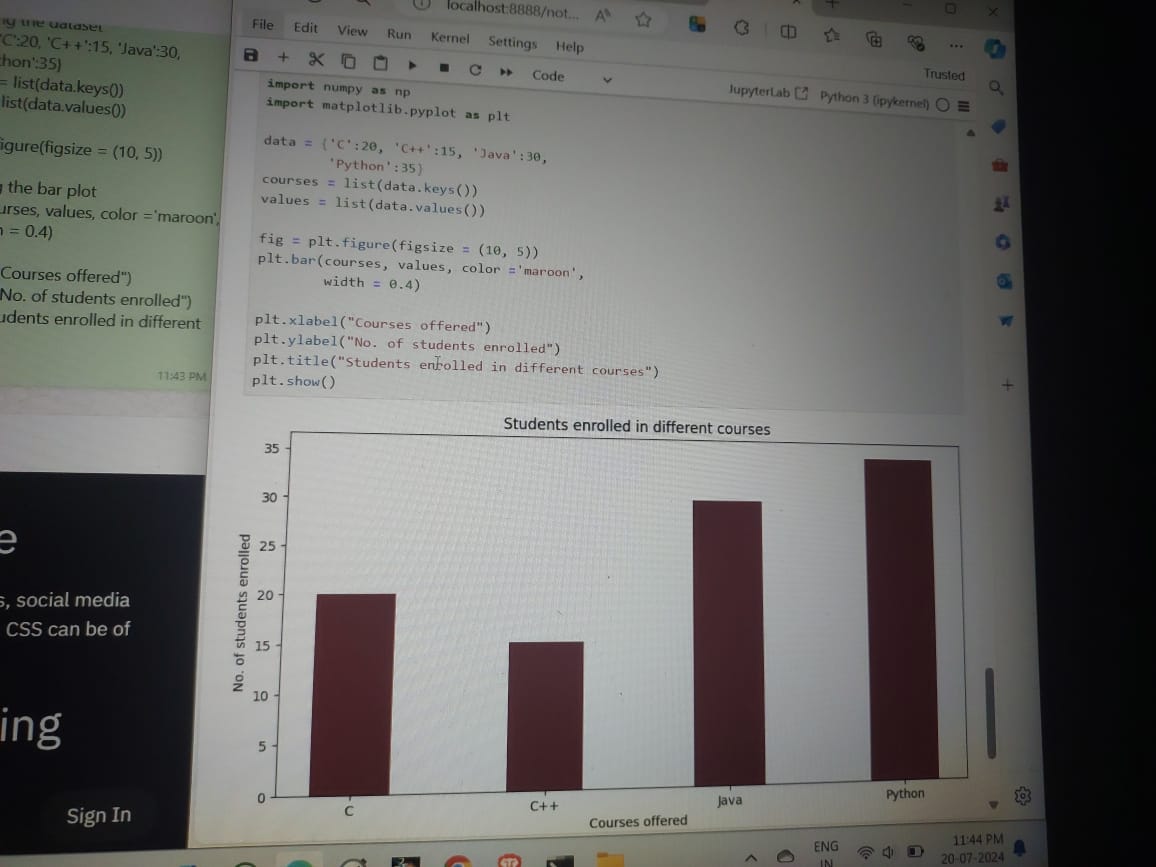 localhost:8888/not...
File Edit View Run Kernel Settings Help
Trusted
Code
JupyterLab Python 3 (ipykernel)
import numpy as np
import matplotlib.pyplot as plt
data = {'C':20, 'C++':15, 'Java':30,
'Python':35}
courses = list(data.keys())
values = list(data.values())
fig = plt.figure(figsize = (10, 5))
plt.bar(courses, values, color ='maroon',
width = 0.4)
plt.xlabel("Courses offered")
plt.ylabel("No. of students enrolled")
plt.title("Students enrolled in different courses")
plt.show()
Students enrolled in different courses
No. of students enrolled
35
30
25
20
15
10
5
0
C C++ Java Python
Courses offered
'C':20, 'C++':15, 'Java':30,
thon':35}
= list(data.keys())
list(data.values())
igure(figsize = (10, 5))
the bar plot
urses, values, color ='maroon',
= 0.4)
Courses offered")
No. of students enrolled")
udents enrolled in different
11:43 PM
e
s, social media
CSS can be of
ing
Sign In
ENG
IN
11:44 PM
20-07-2024